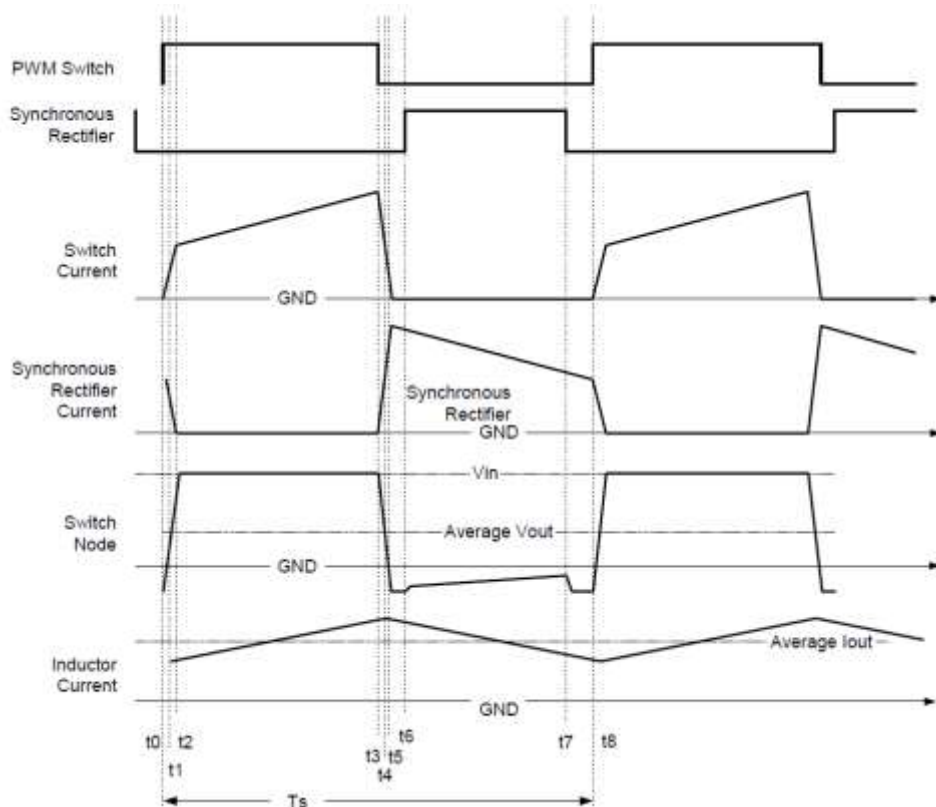 PWM Switch
Synchronous
Rectifier
Switch
Current
GND
Synchronous
Rectifier
Current
Synchronous
Rectifier
GND
Vin
Switch
Node
Average Vout
GND
Average Iout
Inductor
Current
GND
t0
t1
t2
t3
t4
t5
t6
t7
t8
Ts